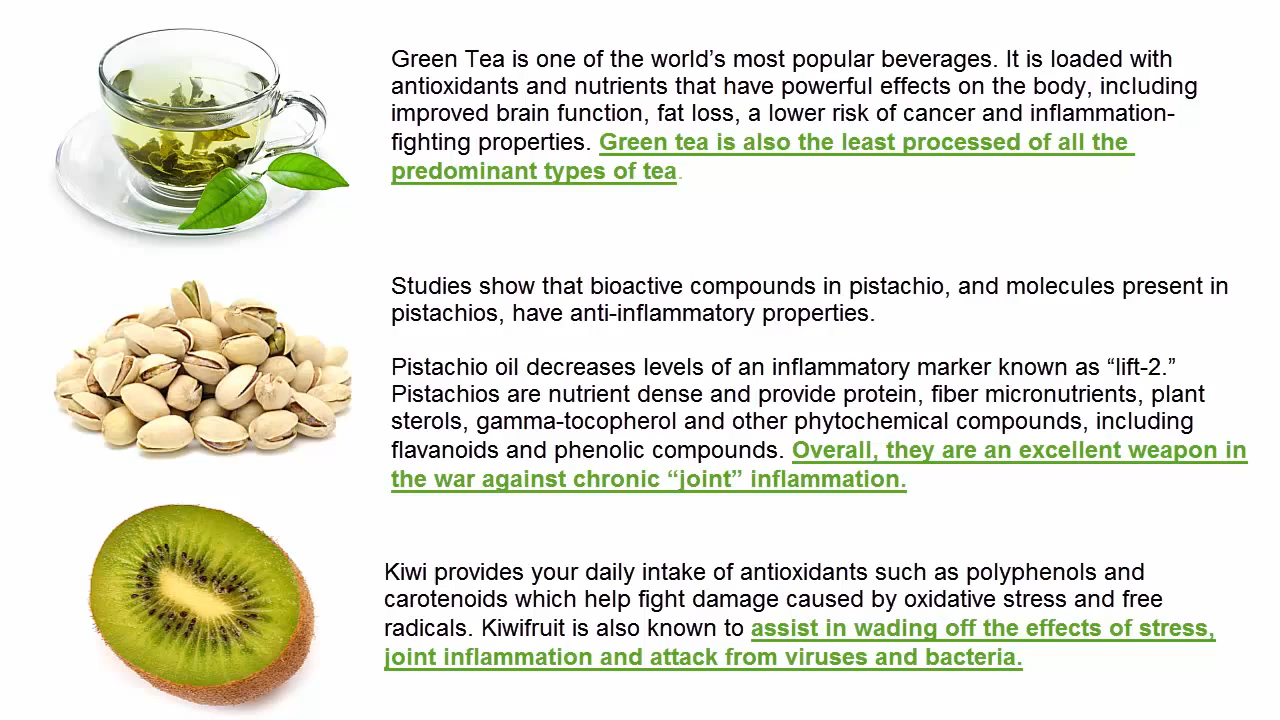 Green Tea is one of the world’s most popular beverages. It is loaded with
antioxidants and nutrients that have powerful effects on the body, including
improved brain function, fat loss, a lower risk of cancer and inflammation-
fighting properties. Green tea is also the least processed of all the
predominant types of tea.
Studies show that bioactive compounds in pistachio, and molecules present in
pistachios, have anti-inflammatory properties.
Pistachio oil decreases levels of an inflammatory marker known as “lift-2.”
Pistachios are nutrient dense and provide protein, fiber micronutrients, plant
sterols, gamma-tocopherol and other phytochemical compounds, including
flavanoids and phenolic compounds. Overall, they are an excellent weapon in
the war against chronic “joint” inflammation.
Kiwi provides your daily intake of antioxidants such as polyphenols and
carotenoids which help fight damage caused by oxidative stress and free
radicals. Kiwifruit is also known to assist in wading off the effects of stress,
joint inflammation and attack from viruses and bacteria.